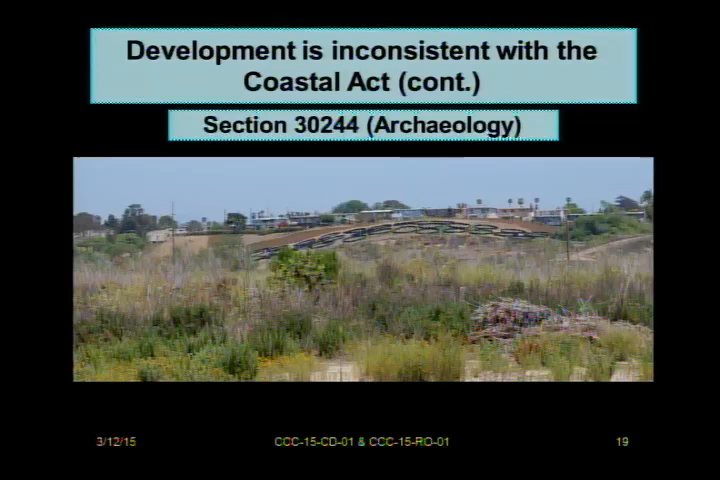 Development is inconsistent with the
Coastal Act (cont.)
Section 30244 (Archaeology)
3/12/15
CCC-15-CD-01 & CCC-15-RO-01
19